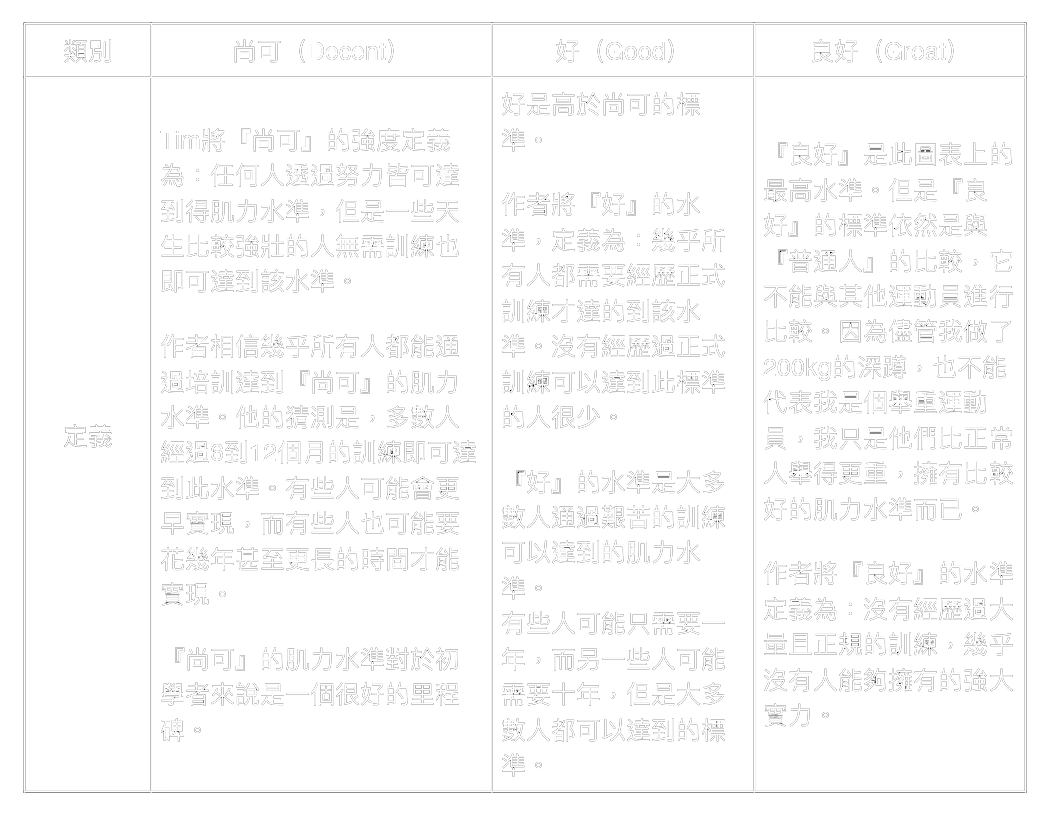 類別
尚可（Decent）
好（Good）
良好（Great）
定義
Tim將『尚可』的強度定義
為：任何人透過努力皆可達
到得肌力水準，但是一些天
生比較強壯的人無需訓練也
即可達到該水準。
作者相信幾乎所有人都能通
過培訓達到『尚可』的肌力
水準。他的猜測是，多數人
經過6到12個月的訓練即可達
到此水準。有些人可能會更
早實現，而有些人也可能要
花幾年甚至更長的時間才能
實現。
『尚可』的肌力水準對於初
學者來說是一個很好的里程
碑。
好是高於尚可的標
準。
作者將『好』的水
準，定義為：幾乎所
有人都需要經歷正式
訓練才達的到該水
準。沒有經歷過正式
訓練可以達到此標準
的人很少。
『好』的水準是大多
數人通過艱苦的訓練
可以達到的肌力水
準。
有些人可能只需要一
年，而另一些人可能
需要十年，但是大多
數人都可以達到的標
準。
『良好』是此圖表上的
最高水準。但是『良
好』的標準依然是與
『普通人』的比較，它
不能與其他運動員進行
比較。因為儘管我做了
200kg的深蹲，也不能
代表我是個舉重運動
員，我只是他們比正常
人舉得更重，擁有比較
好的肌力水準而已。
作者將『良好』的水準
定義為：沒有經歷過大
量且正規的訓練，幾乎
沒有人能夠擁有的強大
實力。